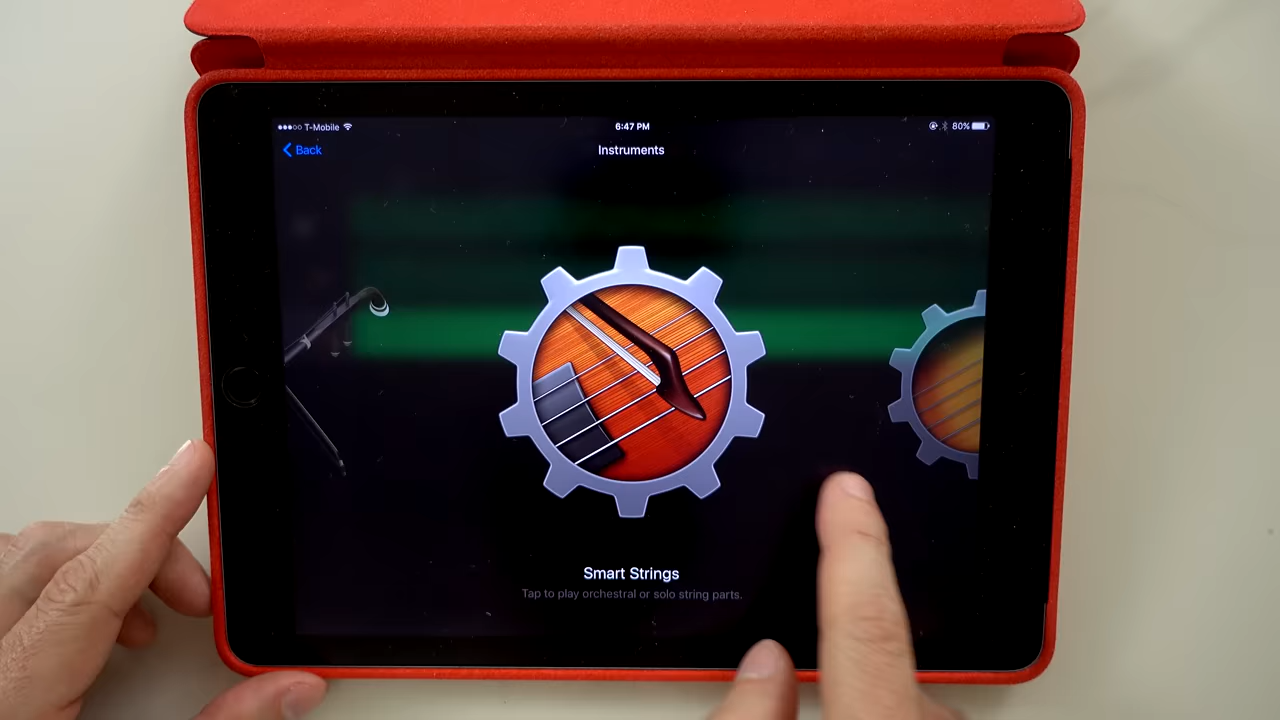 T-Mobile
6:47 PM
80%
Back
Instruments
Smart Strings
Tap to play orchestral or solo string parts.